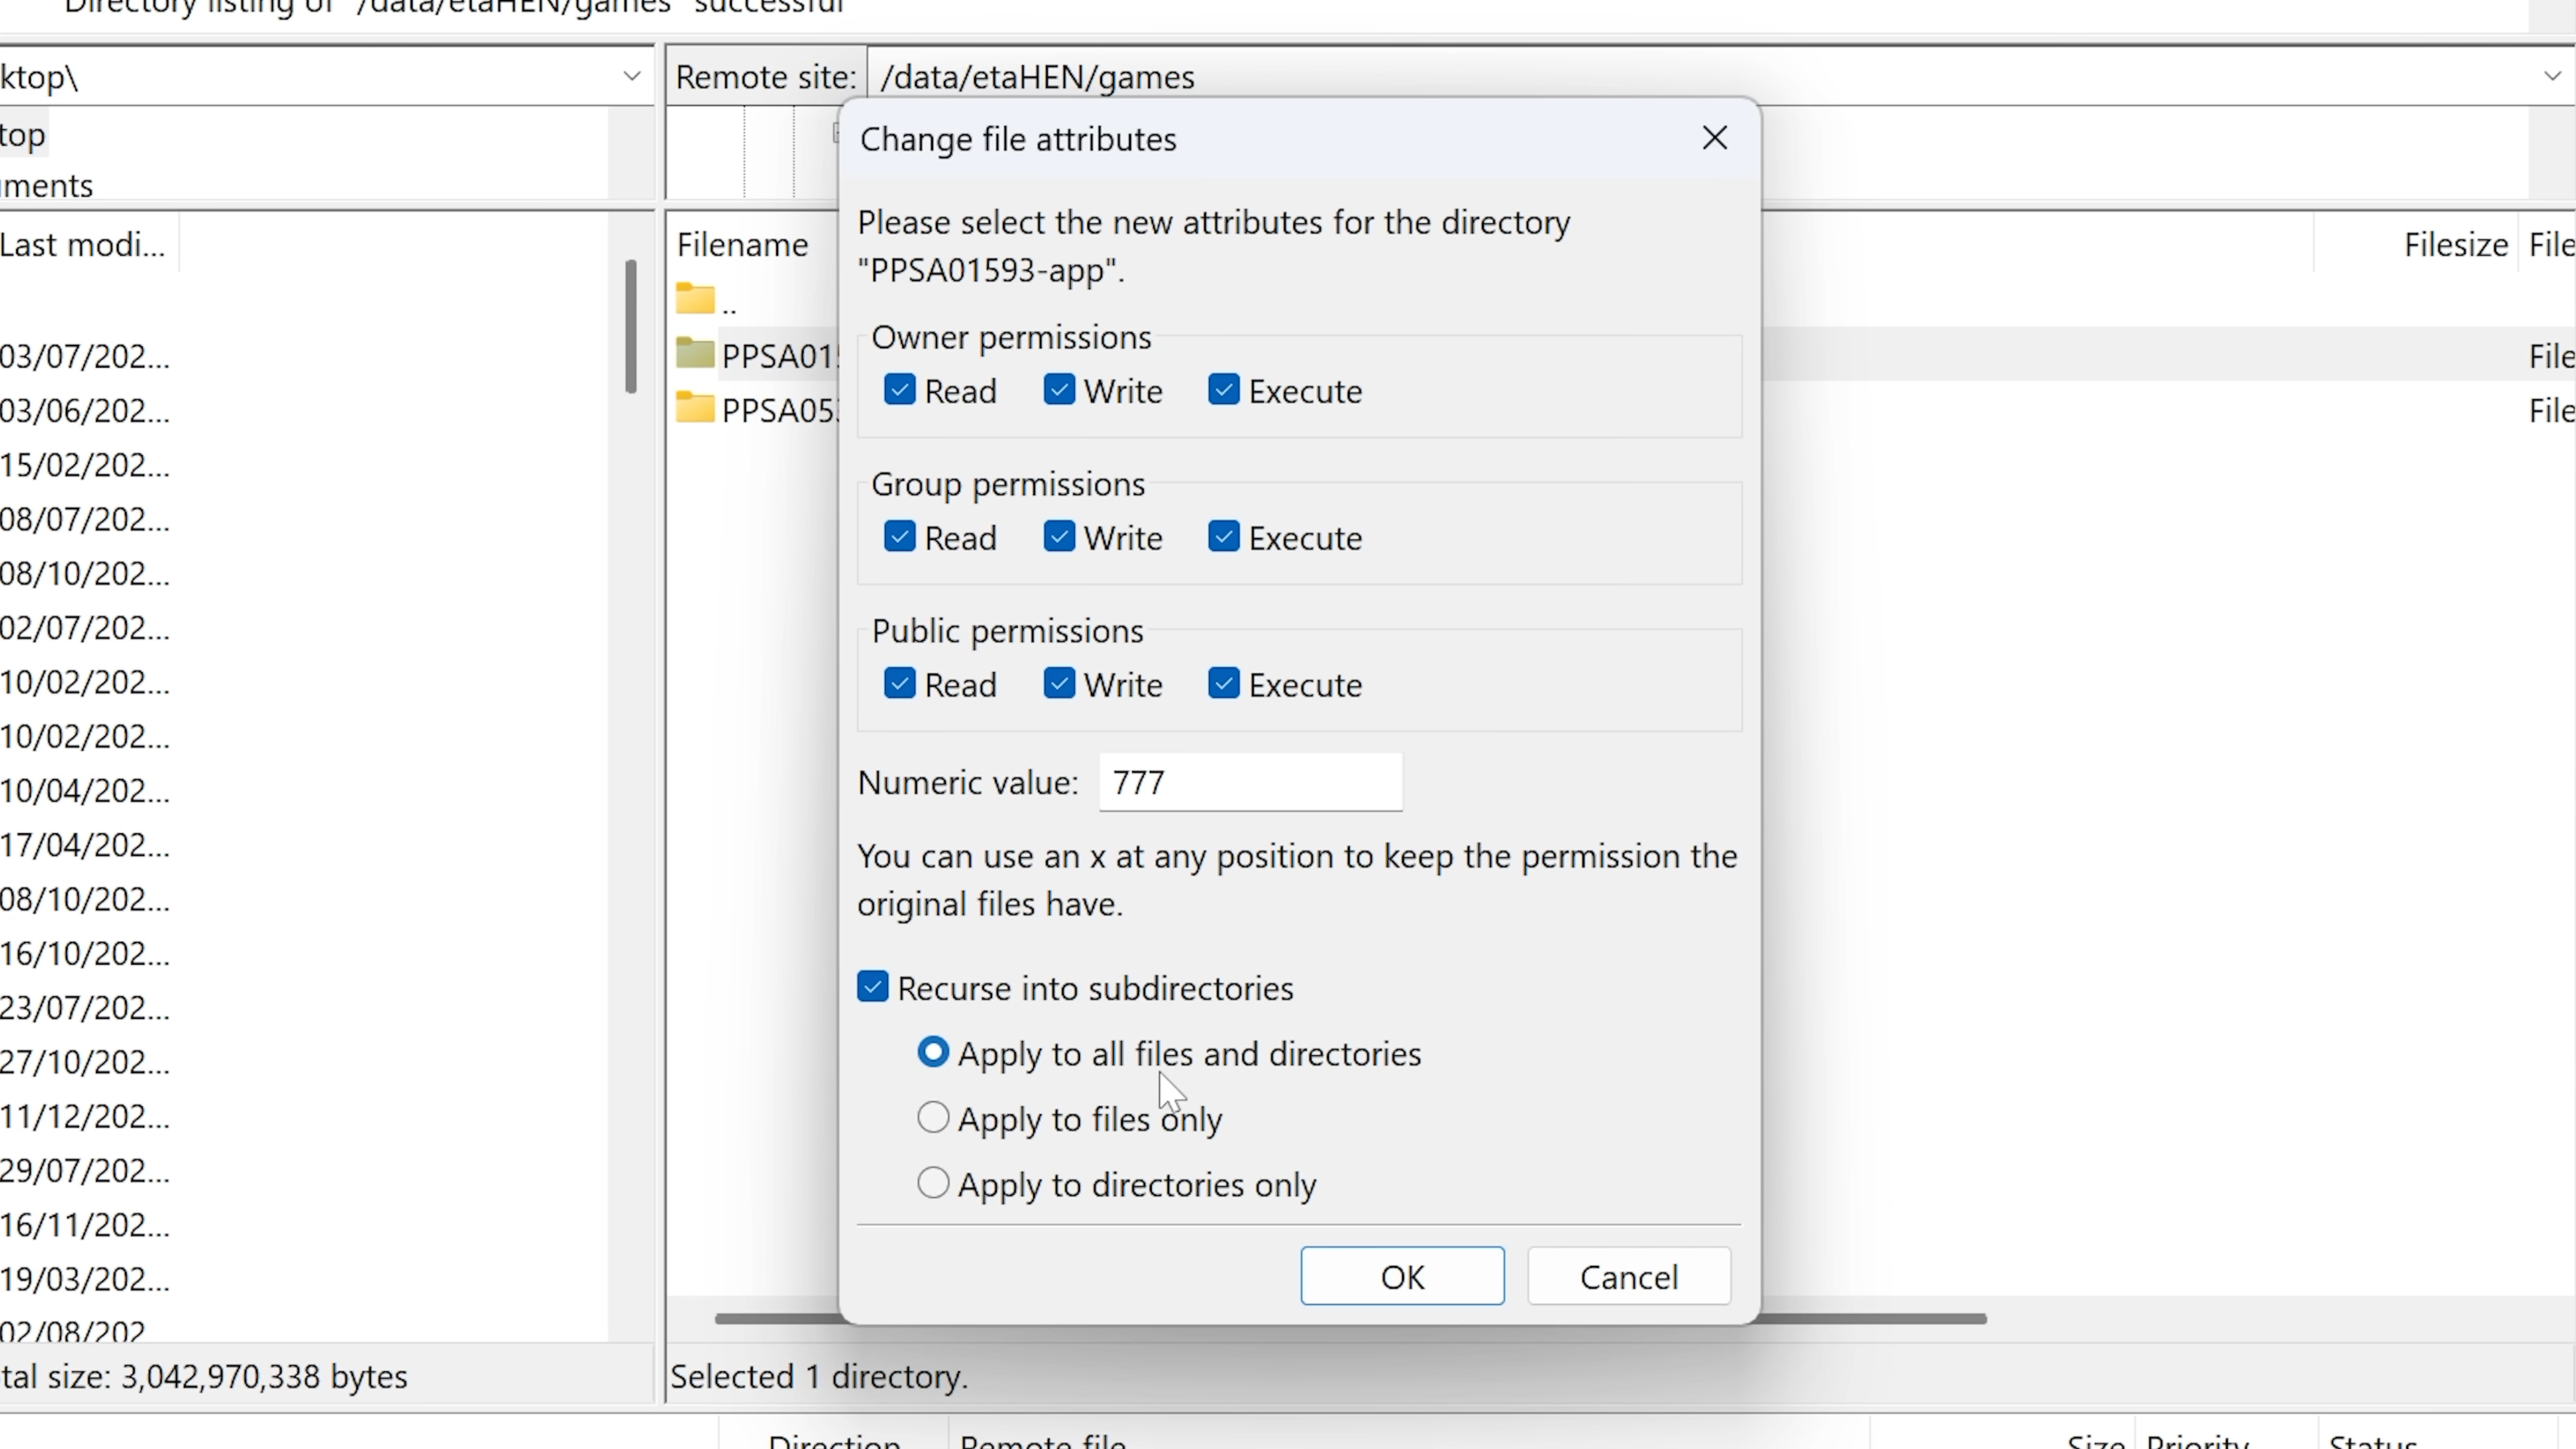 Directory listing of "/data/etaHEN/games" successful
ktop\
Remote site: /data/etaHEN/games
top
ments
Last modi...
03/07/202...
03/06/202...
15/02/202...
08/07/202...
08/10/202...
02/07/202...
10/02/202...
10/02/202...
10/04/202...
17/04/202...
08/10/202...
16/10/202...
23/07/202...
27/10/202...
11/12/202...
29/07/202...
16/11/202...
19/03/202...
02/08/202
tal size: 3,042,970,338 bytes
Filename Filesize File
..
PPSA01 File
PPSA05 File
Change file attributes
Please select the new attributes for the directory
"PPSA01593-app".
Owner permissions
Read Write Execute
Group permissions
Read Write Execute
Public permissions
Read Write Execute
Numeric value: 777
You can use an x at any position to keep the permission the
original files have.
Recurse into subdirectories
Apply to all files and directories
Apply to files only
Apply to directories only
OK Cancel
Selected 1 directory.
Direction Remote file Size Priority Status